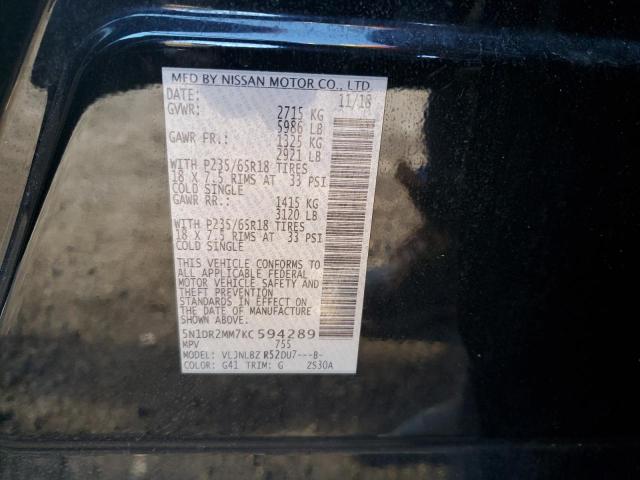 MFD BY NISSAN MOTOR CO., LTD.
DATE: 11/18
GVWR: 2715 KG
5986 LB
GAWR FR.: 1325 KG
2921 LB
WITH P235/65R18 TIRES
18 X 7.5 RIMS AT 33 PSI
COLD SINGLE
GAWR RR.: 1415 KG
3120 LB
WITH P235/65R18 TIRES
18 X 7.5 RIMS AT 33 PSI
COLD SINGLE
THIS VEHICLE CONFORMS TO
ALL APPLICABLE FEDERAL
MOTOR VEHICLE SAFETY AND
THEFT PREVENTION
STANDARDS IN EFFECT ON
THE DATE OF MANUFACTURE
SHOWN ABOVE.
5N1DR2MM7KC594289
MPV 755
MODEL: VLJNLBZ R52DU7---B-
COLOR: G41 TRIM: G ZS30A